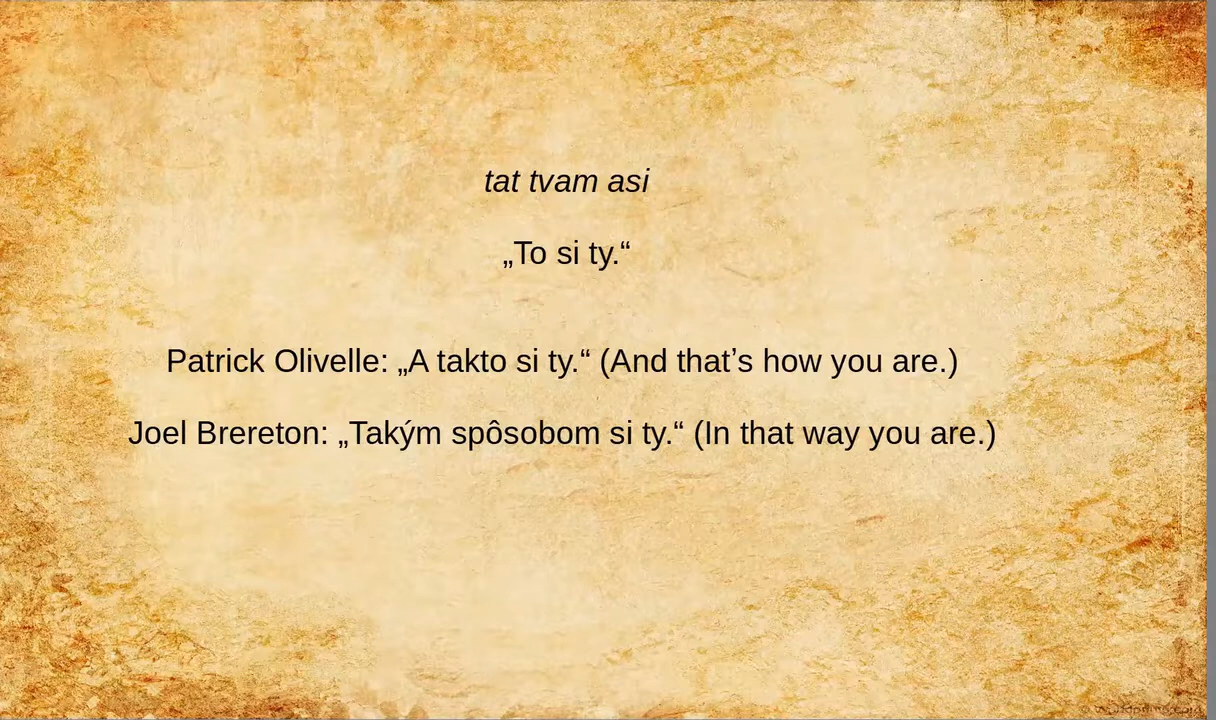 tat tvam asi
„To si ty.“
Patrick Olivelle: „A takto si ty.“ (And that’s how you are.)
Joel Brereton: „Takým spôsobom si ty.“ (In that way you are.)